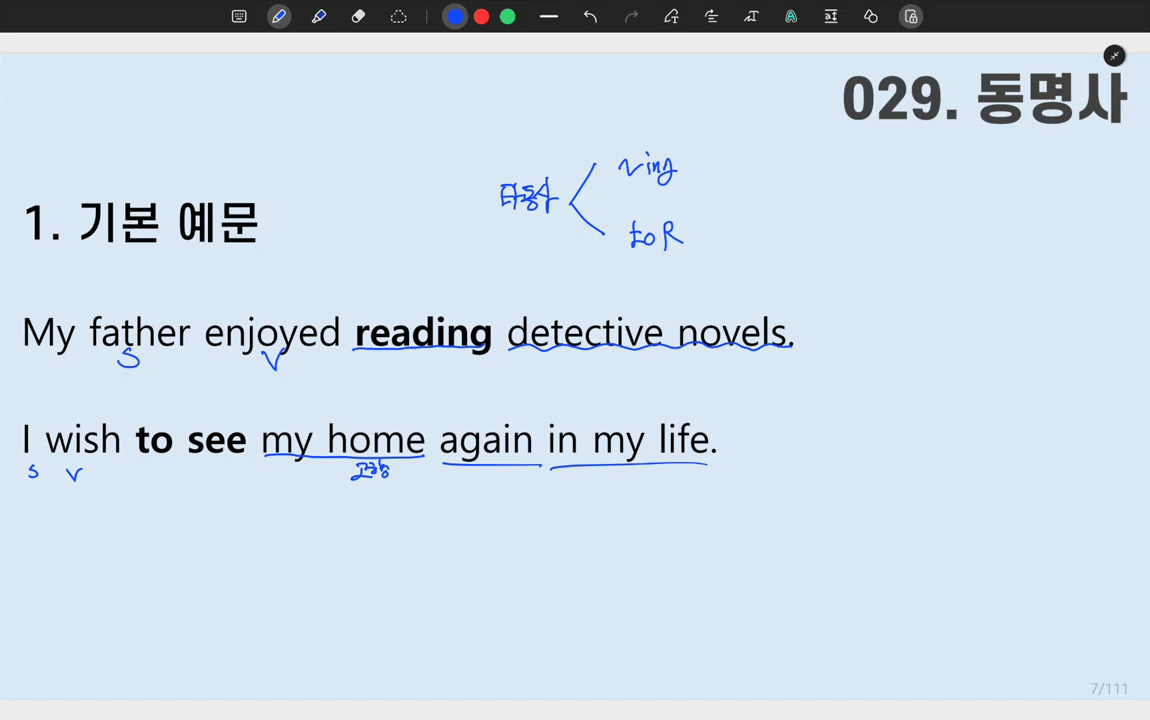 029. 동명사
타동사
Ving
to R
1. 기본 예문
My father enjoyed reading detective novels.
S V
I wish to see my home again in my life.
S V 고향
7/111